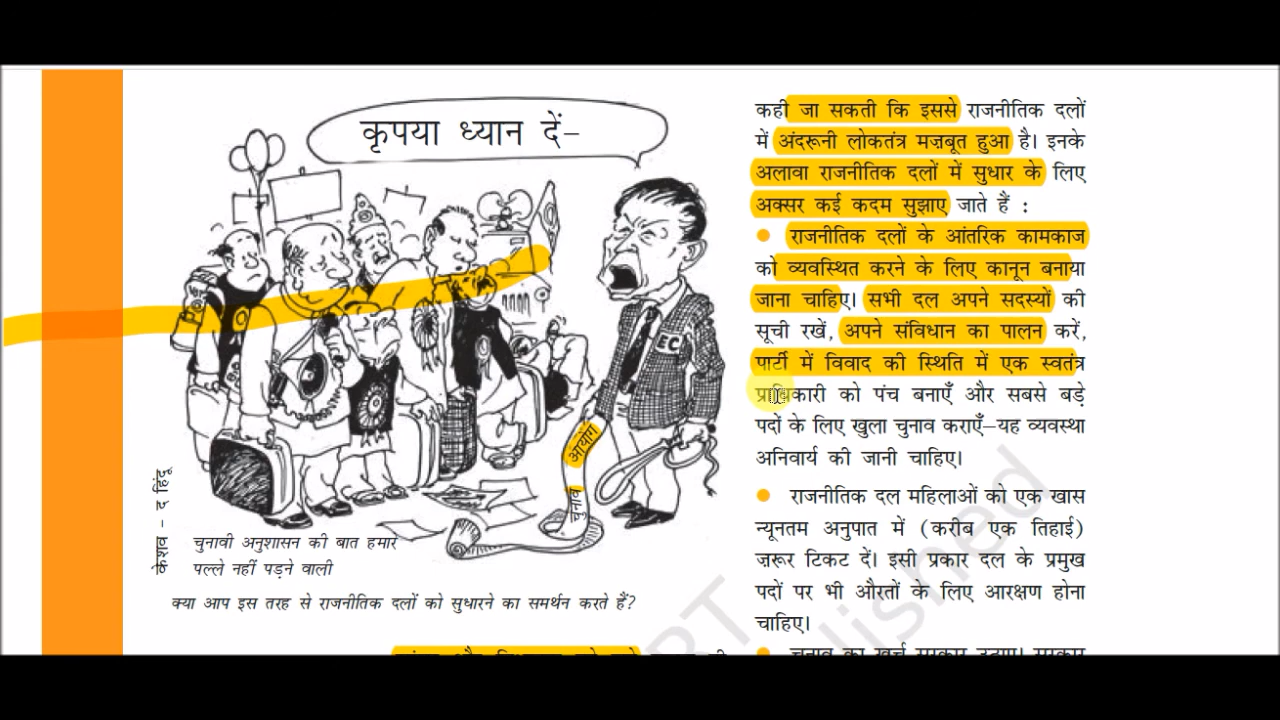 कृपया ध्यान दें–
EC
चुनाव आयोग
केशव - द हिंदू
चुनावी अनुशासन की बात हमारे
पल्ले नहीं पड़ने वाली
क्या आप इस तरह से राजनीतिक दलों को सुधारने का समर्थन करते हैं?
कही जा सकती कि इससे राजनीतिक दलों
में अंदरूनी लोकतंत्र मज़बूत हुआ है। इनके
अलावा राजनीतिक दलों में सुधार के लिए
अक्सर कई कदम सुझाए जाते हैं :
● राजनीतिक दलों के आंतरिक कामकाज
को व्यवस्थित करने के लिए कानून बनाया
जाना चाहिए। सभी दल अपने सदस्यों की
सूची रखें, अपने संविधान का पालन करें,
पार्टी में विवाद की स्थिति में एक स्वतंत्र
प्राधिकारी को पंच बनाएँ और सबसे बड़े
पदों के लिए खुला चुनाव कराएँ–यह व्यवस्था
अनिवार्य की जानी चाहिए।
● राजनीतिक दल महिलाओं को एक खास
न्यूनतम अनुपात में (करीब एक तिहाई)
ज़रूर टिकट दें। इसी प्रकार दल के प्रमुख
पदों पर भी औरतों के लिए आरक्षण होना
चाहिए।
● चुनाव का खर्च सरकार उठाए। सरकार